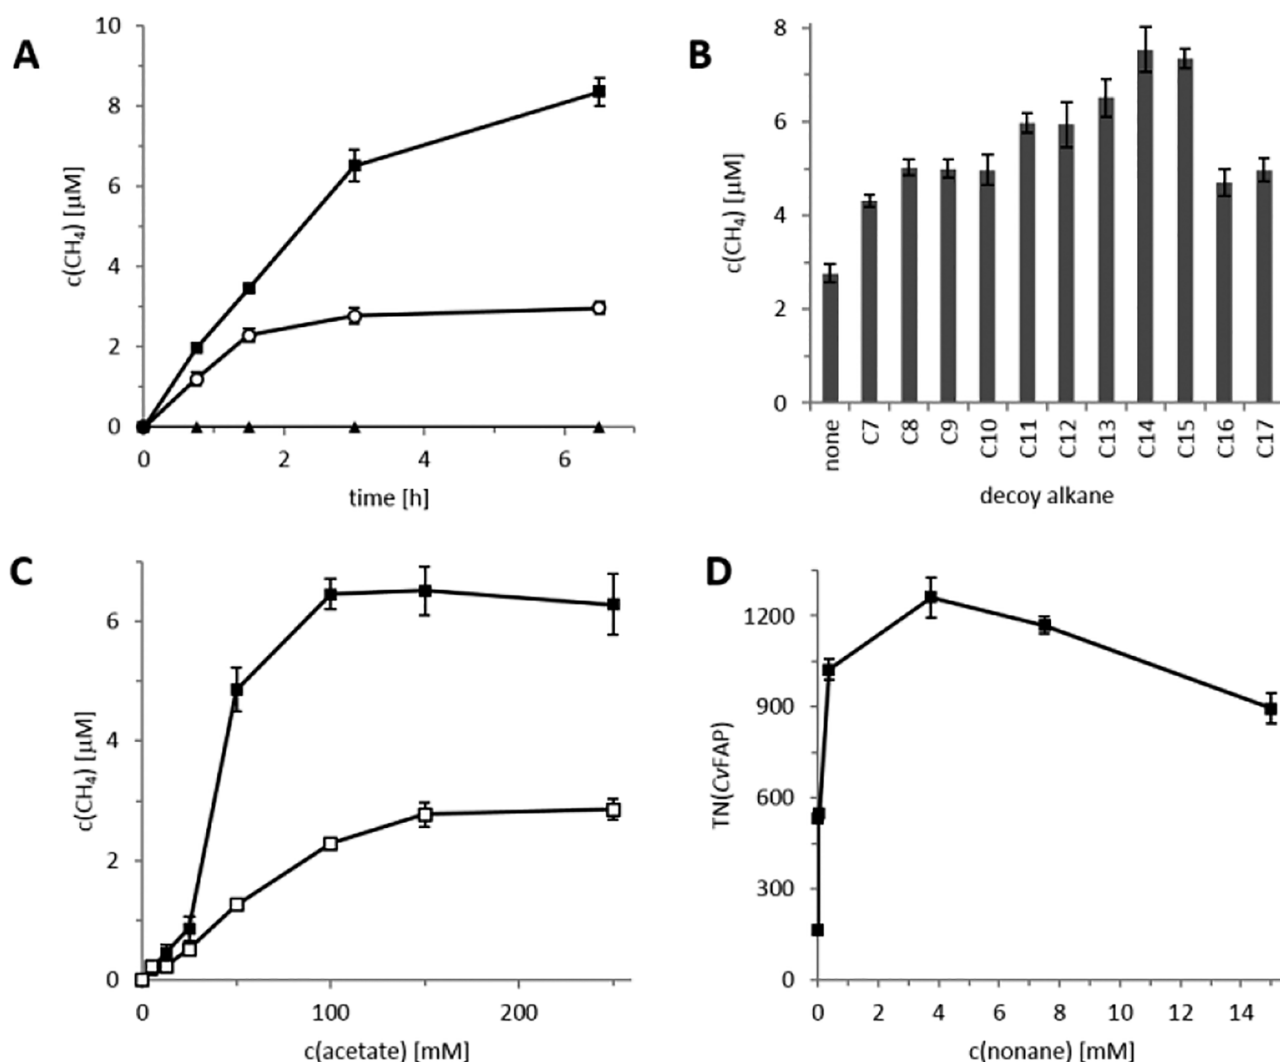 A
10
8
6
4
2
0
c(CH₄) [µM]
0 2 4 6
time [h]
B
8
6
4
2
0
c(CH₄) [µM]
none C7 C8 C9 C10 C11 C12 C13 C14 C15 C16 C17
decoy alkane
C
6
4
2
0
c(CH₄) [µM]
0 100 200
c(acetate) [mM]
D
1200
900
600
300
0
TN(CvFAP)
0 2 4 6 8 10 12 14
c(nonane) [mM]